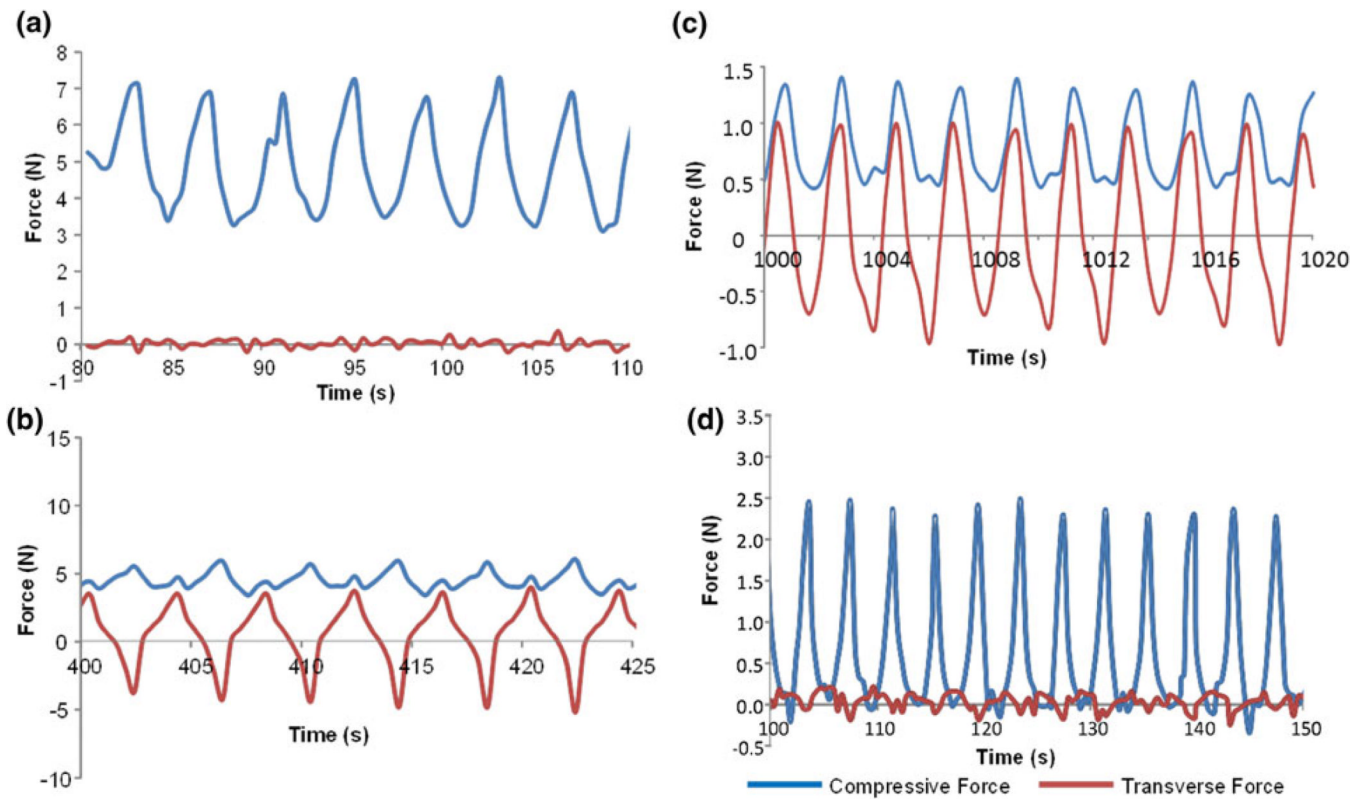 (a)
8
7
6
5
4
3
2
1
0
-1
Force (N)
80 85 90 95 100 105 110
Time (s)
(b)
15
10
5
0
-5
-10
Force (N)
400 405 410 415 420 425
Time (s)
(c)
1.5
1.0
0.5
0
-0.5
-1.0
Force (N)
1000 1004 1008 1012 1016 1020
Time (s)
(d)
3.5
3.0
2.5
2.0
1.5
1.0
0.5
0.0
-0.5
Force (N)
100 110 120 130 140 150
Time (s)
Compressive Force Transverse Force